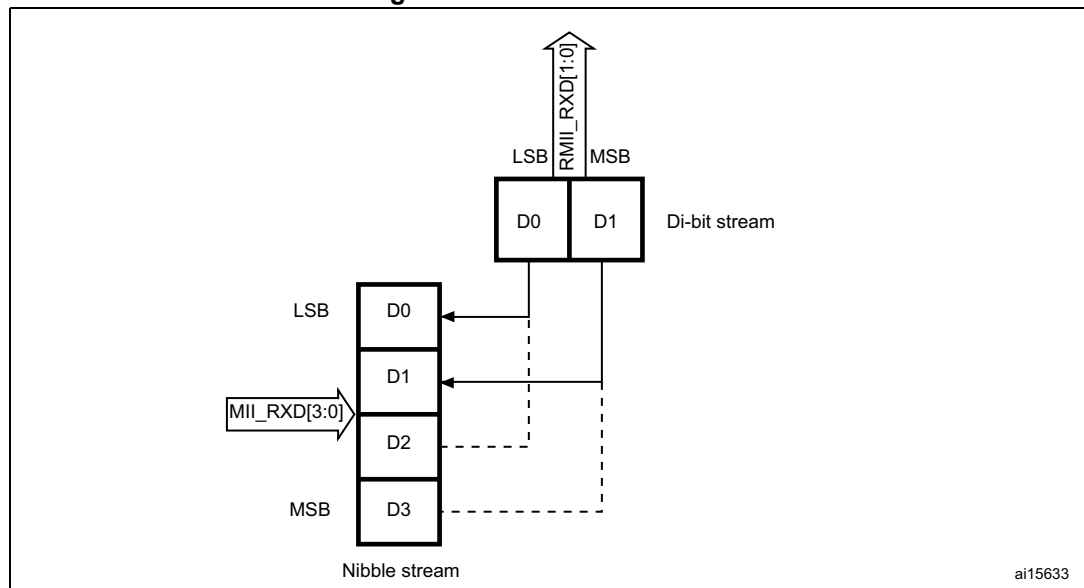 RMII_RXD[1:0]
LSB MSB
D0 D1 Di-bit stream
LSB D0
D1
MII_RXD[3:0]
D2
MSB D3
Nibble stream
ai15633